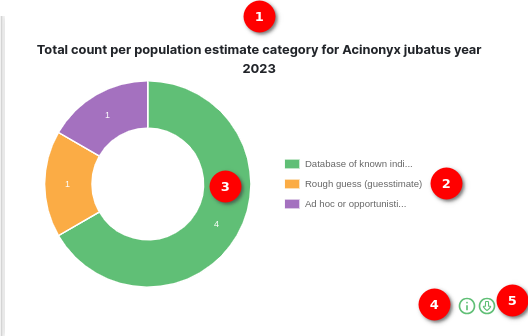 1
Total count per population estimate category for Acinonyx jubatus year
2023
1
1
3
4
Database of known indi...
Rough guess (guesstimate)
2
Ad hoc or opportunisti...
4
5